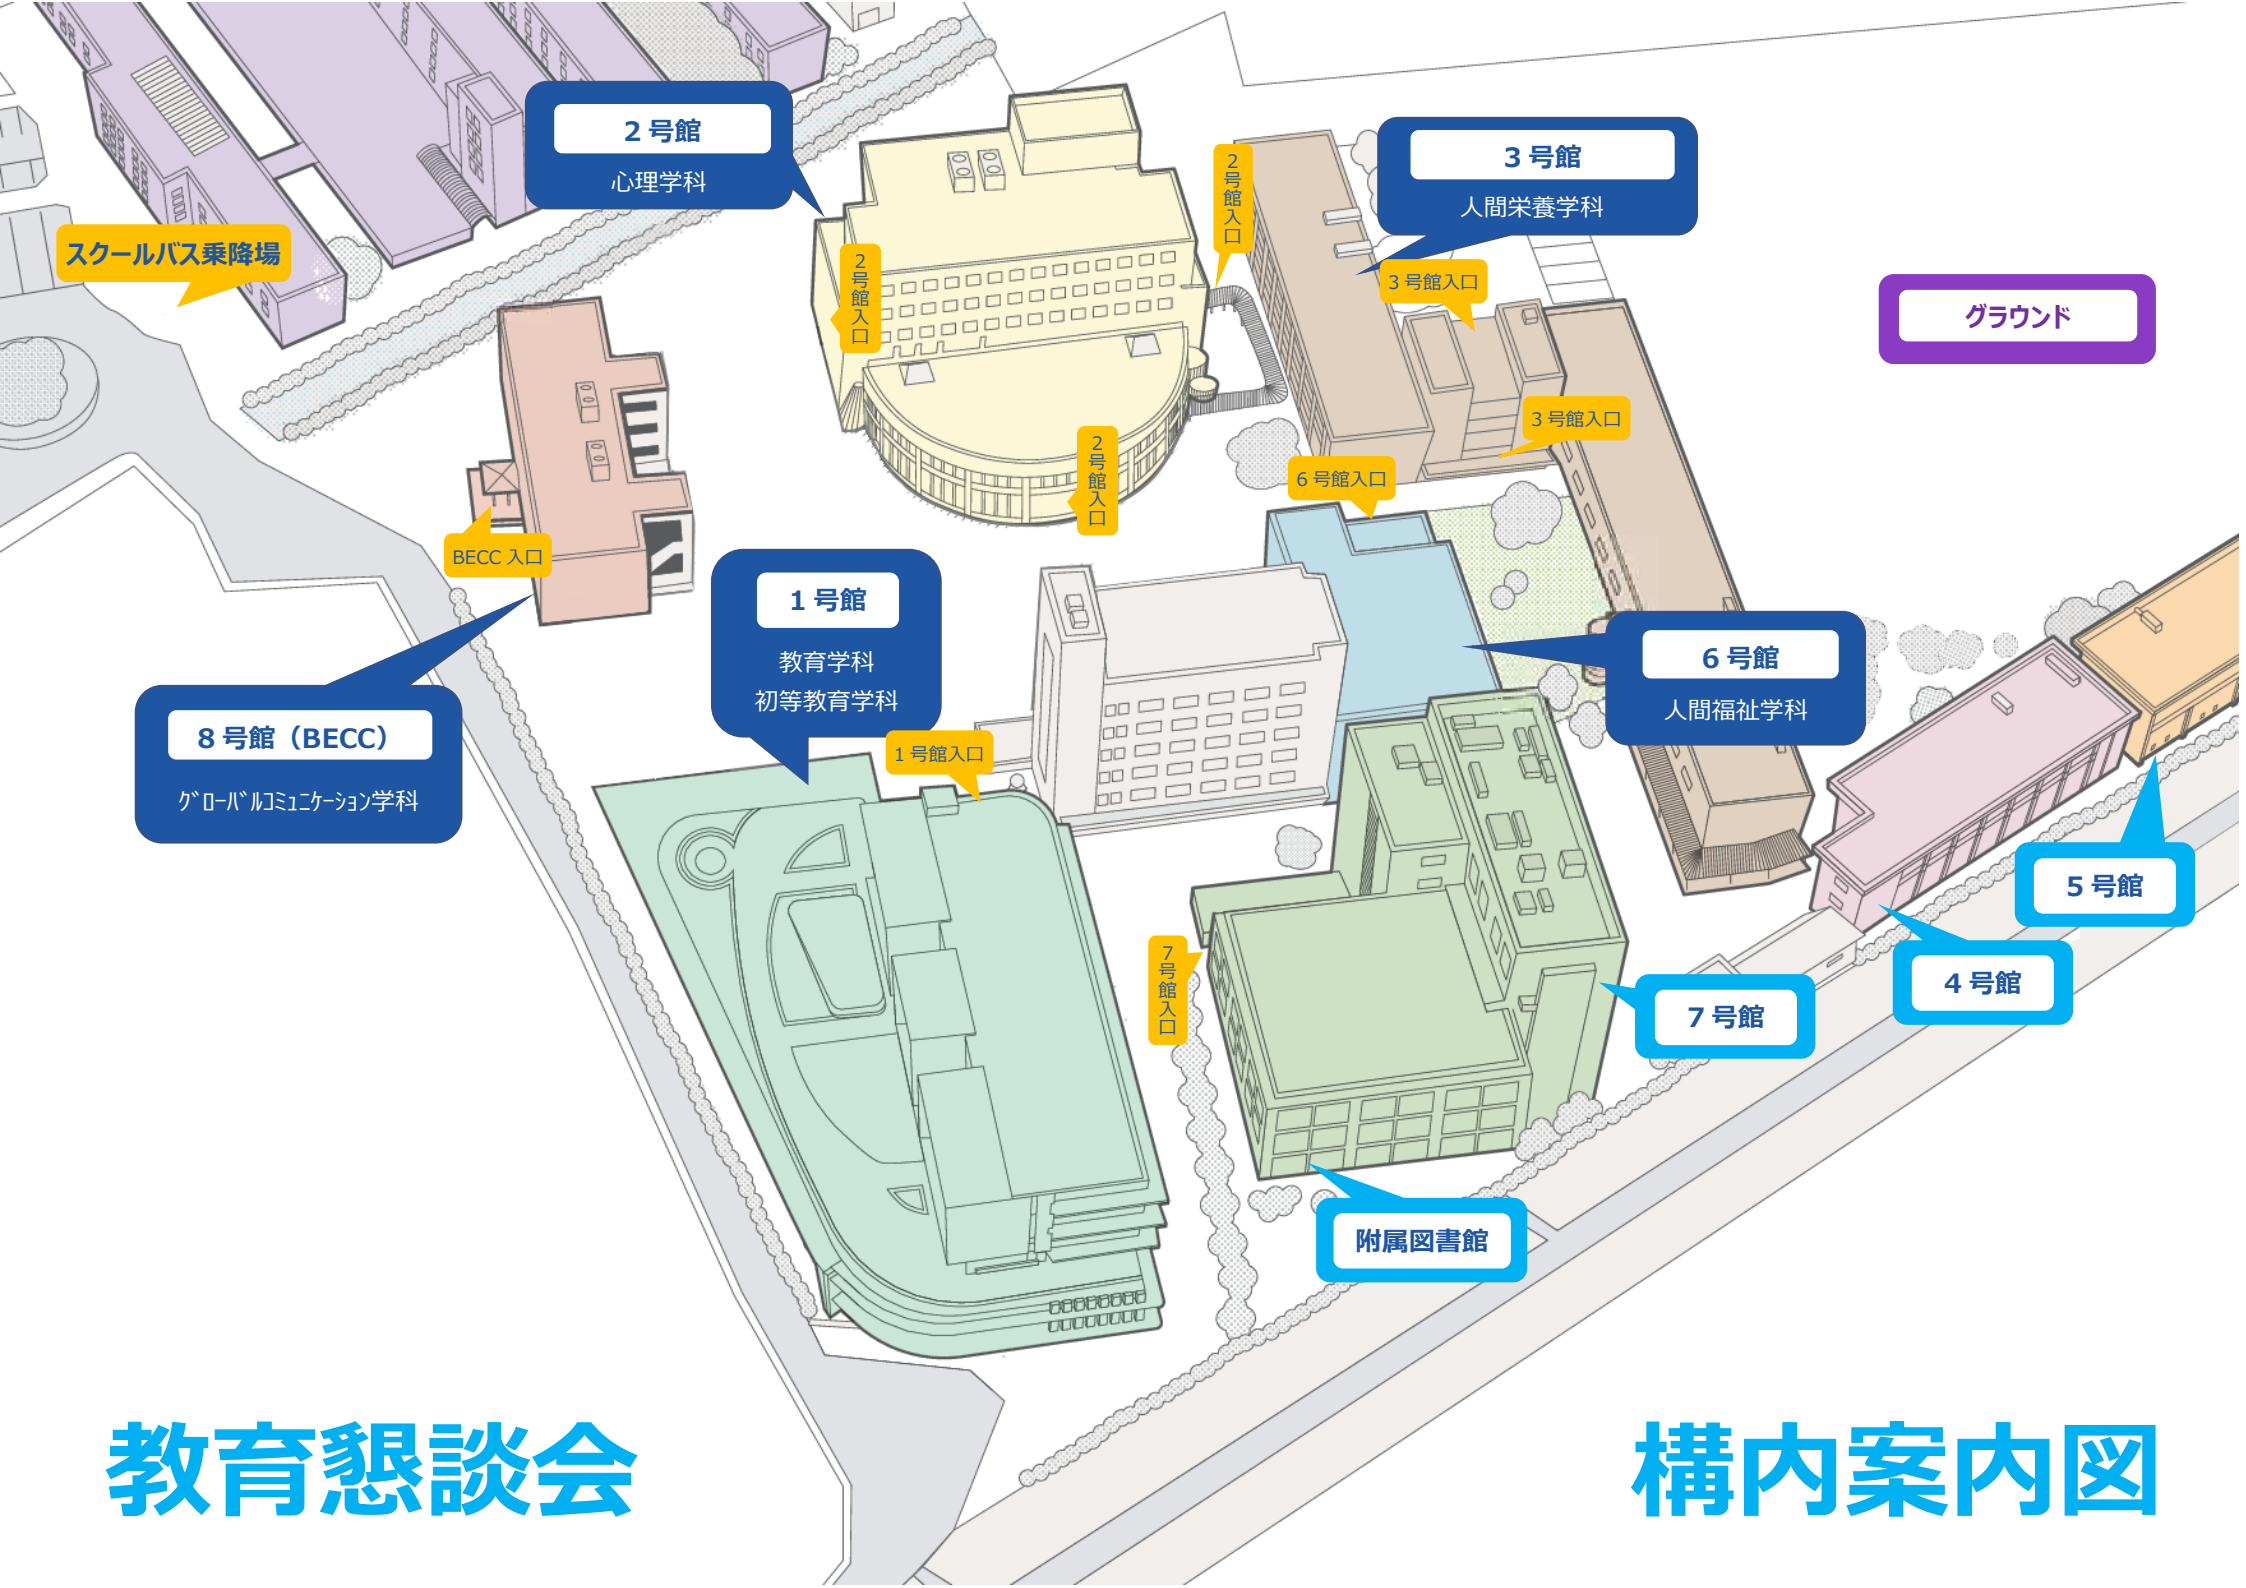 2号館
心理学科
3号館
人間栄養学科
2号館入口
スクールバス乗降場
2号館入口
3号館入口
グラウンド
3号館入口
2号館入口
6号館入口
BECC入口
1号館
教育学科
初等教育学科
6号館
人間福祉学科
8号館（BECC）
ｸﾞﾛｰﾊﾞﾙｺﾐｭﾆｹｰｼｮﾝ学科
1号館入口
5号館
4号館
7号館入口
7号館
附属図書館
教育懇談会
構内案内図